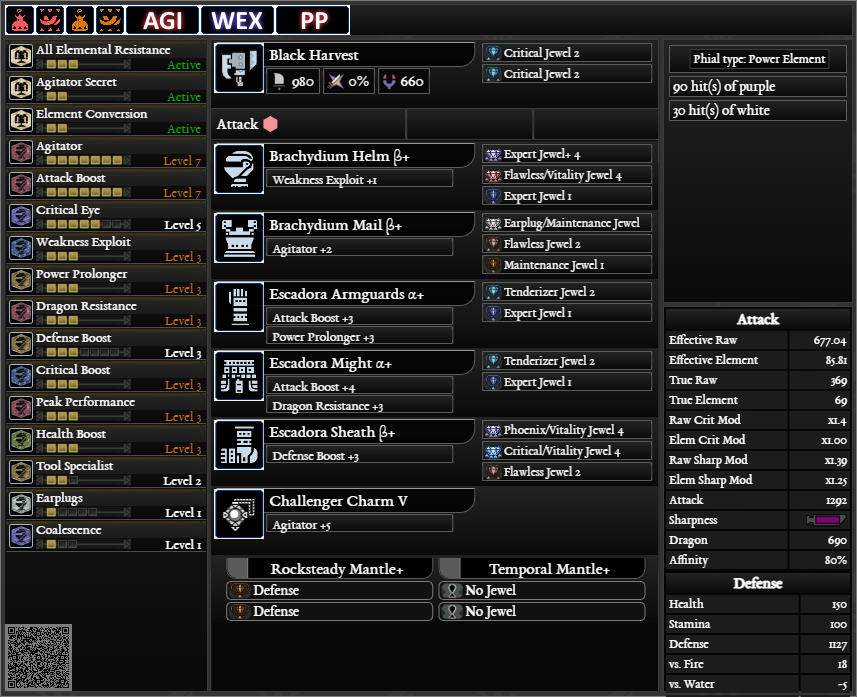 AGI WEX PP
All Elemental Resistance
Active
Agitator Secret
Active
Element Conversion
Active
Agitator
Level 7
Attack Boost
Level 7
Critical Eye
Level 5
Weakness Exploit
Level 3
Power Prolonger
Level 3
Dragon Resistance
Level 3
Defense Boost
Level 3
Critical Boost
Level 3
Peak Performance
Level 3
Health Boost
Level 3
Tool Specialist
Level 2
Earplugs
Level 1
Coalescence
Level 1
Black Harvest
980 0% 660
Critical Jewel 2
Critical Jewel 2
Attack
Brachydium Helm β+
Weakness Exploit +1
Expert Jewel+ 4
Flawless/Vitality Jewel 4
Expert Jewel 1
Brachydium Mail β+
Agitator +2
Earplug/Maintenance Jewel
Flawless Jewel 2
Maintenance Jewel 1
Escadora Armguards α+
Attack Boost +3
Power Prolonger +3
Tenderizer Jewel 2
Expert Jewel 1
Escadora Might α+
Attack Boost +4
Dragon Resistance +3
Tenderizer Jewel 2
Expert Jewel 1
Escadora Sheath β+
Defense Boost +3
Phoenix/Vitality Jewel 4
Critical/Vitality Jewel 4
Flawless Jewel 2
Challenger Charm V
Agitator +5
Rocksteady Mantle+
Defense
Defense
Temporal Mantle+
No Jewel
No Jewel
Phial type: Power Element
90 hit(s) of purple
30 hit(s) of white
Attack
Effective Raw 677.04
Effective Element 85.81
True Raw 369
True Element 69
Raw Crit Mod x1.4
Elem Crit Mod x1.00
Raw Sharp Mod x1.39
Elem Sharp Mod x1.25
Attack 1292
Sharpness
Dragon 690
Affinity 80%
Defense
Health 150
Stamina 100
Defense 1127
vs. Fire 18
vs. Water -5